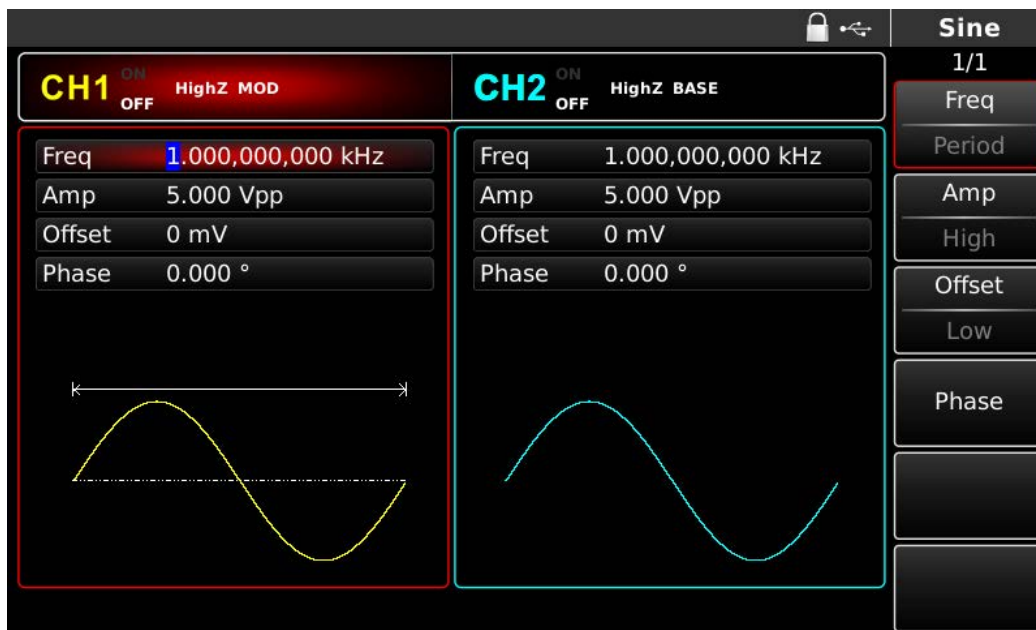 Sine
1/1
CH1 ON OFF HighZ MOD
CH2 ON OFF HighZ BASE
Freq 1.000,000,000 kHz
Amp 5.000 Vpp
Offset 0 mV
Phase 0.000 °
Freq 1.000,000,000 kHz
Amp 5.000 Vpp
Offset 0 mV
Phase 0.000 °
Freq
Period
Amp
High
Offset
Low
Phase